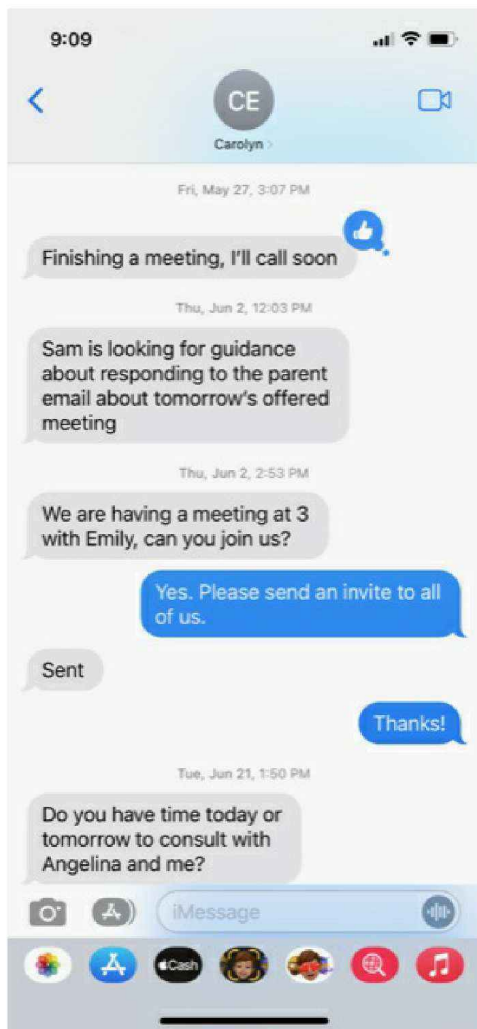 9:09
CE
Carolyn
Fri, May 27, 3:07 PM
Finishing a meeting, I'll call soon
Thu, Jun 2, 12:03 PM
Sam is looking for guidance
about responding to the parent
email about tomorrow's offered
meeting
Thu, Jun 2, 2:53 PM
We are having a meeting at 3
with Emily, can you join us?
Yes. Please send an invite to all
of us.
Sent
Thanks!
Tue, Jun 21, 1:50 PM
Do you have time today or
tomorrow to consult with
Angelina and me?
iMessage
Cash